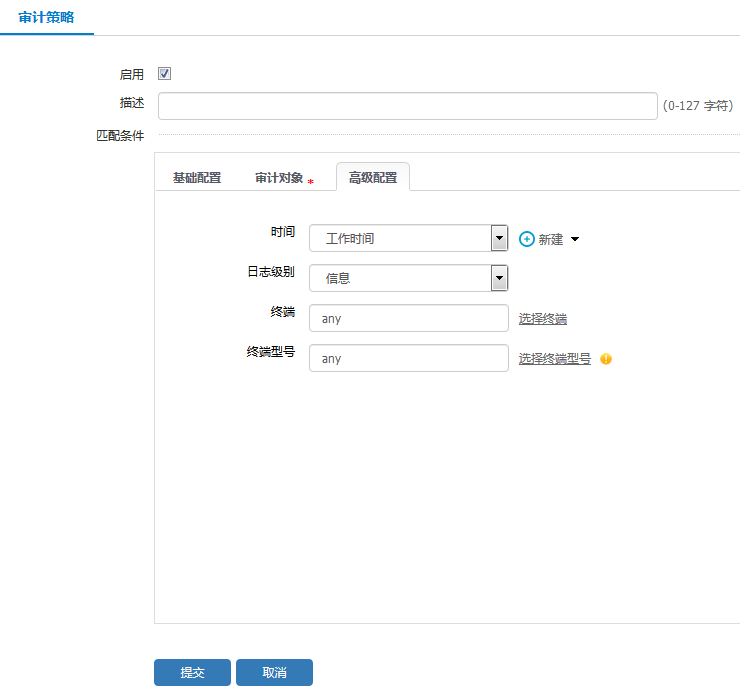 审计策略
启用
描述 (0-127 字符)
匹配条件
基础配置 审计对象 * 高级配置
时间 工作时间 新建
日志级别 信息
终端 any 选择终端
终端型号 any 选择终端型号
提交 取消